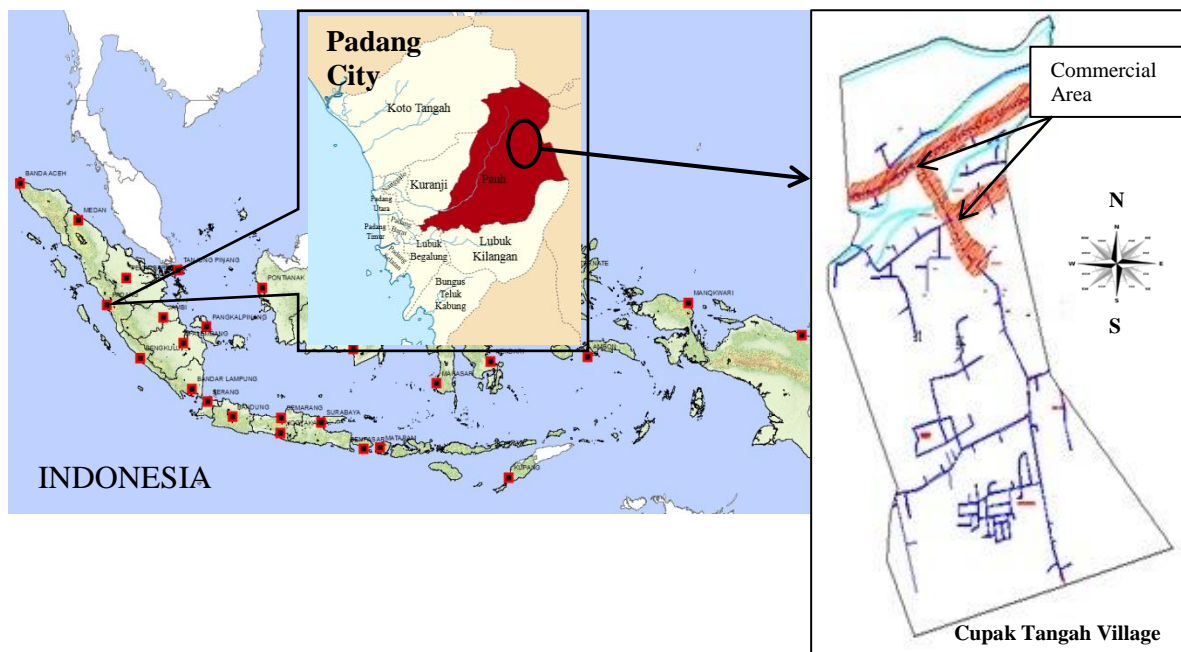 Padang
City
Koto Tangah
Kuranji
Pauh
Padang
Utara
Padang
Timur
Padang
Lubuk
Begalung
Lubuk
Kilangan
Bungus
Teluk
Kabung
BANDA ACEH
MEDAN
TANJUNG PINANG
PONTIANAK
PANGKALPINANG
BANDAR LAMPUNG
SERANG
BANDUNG
SEMARANG
SURABAYA
MATARAM
KUPANG
MAKASAR
MANOKWARI
INDONESIA
Commercial
Area
N
N
W
E
S
S
Cupak Tangah Village